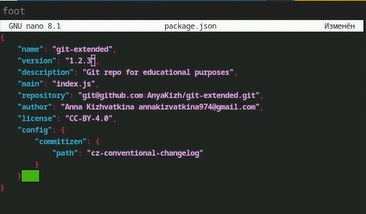 foot
GNU nano 8.1 package.json Изменён
{
"name": "git-extended",
"version": "1.2.3",
"description": "Git repo for educational purposes",
"main": "index.js",
"repository": "git@github.com:AnyaKizh/git-extended.git",
"author": "Anna Kizhvatkina annakizvatkina974@gmail.com",
"license": "CC-BY-4.0",
"config": {
"commitizen": {
"path": "cz-conventional-changelog"
}
}
}